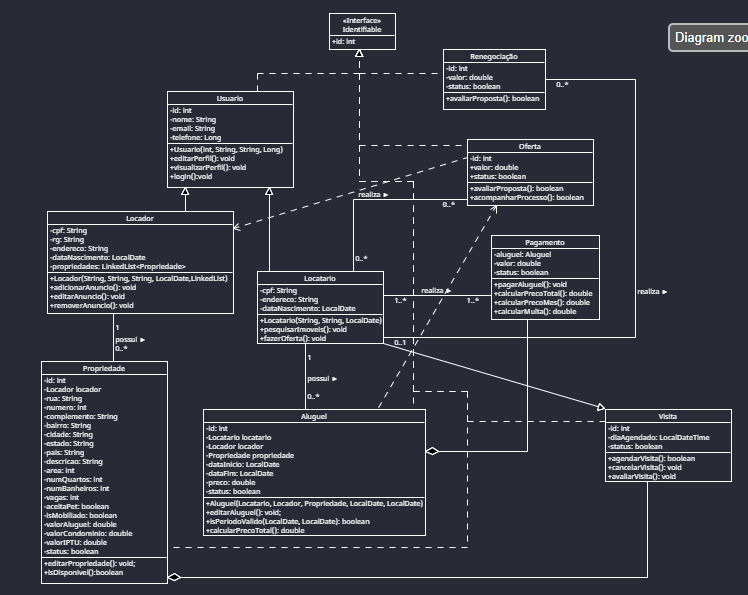 «Interface»
Identifiable
+id: int
Diagram zoo
Renegociação
-id: int
-valor: double
-status: boolean
+avaliarProposta(): boolean
0..*
Usuario
-id: int
-nome: String
-email: String
-telefone: Long
+Usuario(int, String, String, Long)
+editarPerfil(): void
+visualizarPerfil(): void
+login():void
Oferta
-id: int
+valor: double
+status: boolean
+avaliarProposta(): boolean
+acompanharProcesso(): boolean
realiza ►
0..*
0..*
Locador
-cpf: String
-rg: String
-endereco: String
-dataNascimento: LocalDate
-propriedades: LinkedList<Propriedade>
+Locador(String, String, String, LocalDate,LinkedList)
+adicionarAnuncio(): void
+editarAnuncio(): void
+removerAnuncio(): void
Pagamento
-aluguel: Aluguel
-valor: double
-status: boolean
+pagarAluguel(): void
+calcularPrecoTotal(): double
+calcularPrecoMes(): double
+calcularMulta(): double
Locatario
-cpf: String
-endereco: String
-dataNascimento: LocalDate
+Locatario(String, String, LocalDate)
+pesquisarImoveis(): void
+fazerOferta(): void
realiza ►
1..*
1..*
realiza ►
0..1
1
possui ►
0..*
1
possui ►
0..*
Propriedade
-id: int
-Locador locador
-rua: String
-numero: int
-complemento: String
-bairro: String
-cidade: String
-estado: String
-pais: String
-descricao: String
-area: int
-numQuartos: int
-numBanheiros: int
-vagas: int
-aceitaPet: boolean
-isMobiliado: boolean
-valorAluguel: double
-valorCondominio: double
-valorIPTU: double
-status: boolean
+editarPropriedade(): void;
+isDisponivel():boolean
Aluguel
-id: int
-Locatario locatario
-Locador locador
-Propriedade propriedade
-dataInicio: LocalDate
-dataFim: LocalDate
-preco: double
-status: boolean
+Aluguel(Locatario, Locador, Propriedade, LocalDate, LocalDate)
+editarAluguel(): void;
+isPeriodoValido(LocalDate, LocalDate): boolean
+calcularPrecoTotal(): double
Visita
-id: int
-diaAgendado: LocalDateTime
-status: boolean
+agendarVisita(): boolean
+cancelarVisita(): void
+avaliarVisita(): void